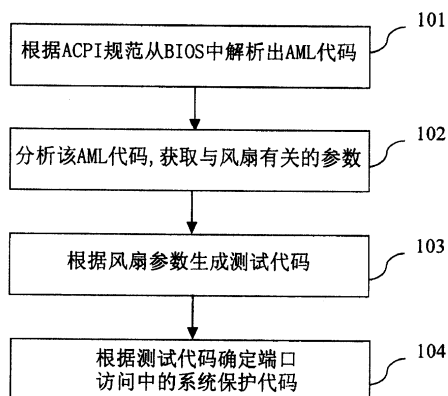 101
根据ACPI规范从BIOS中解析出AML代码
102
分析该AML代码,获取与风扇有关的参数
103
根据风扇参数生成测试代码
104
根据测试代码确定端口
访问中的系统保护代码